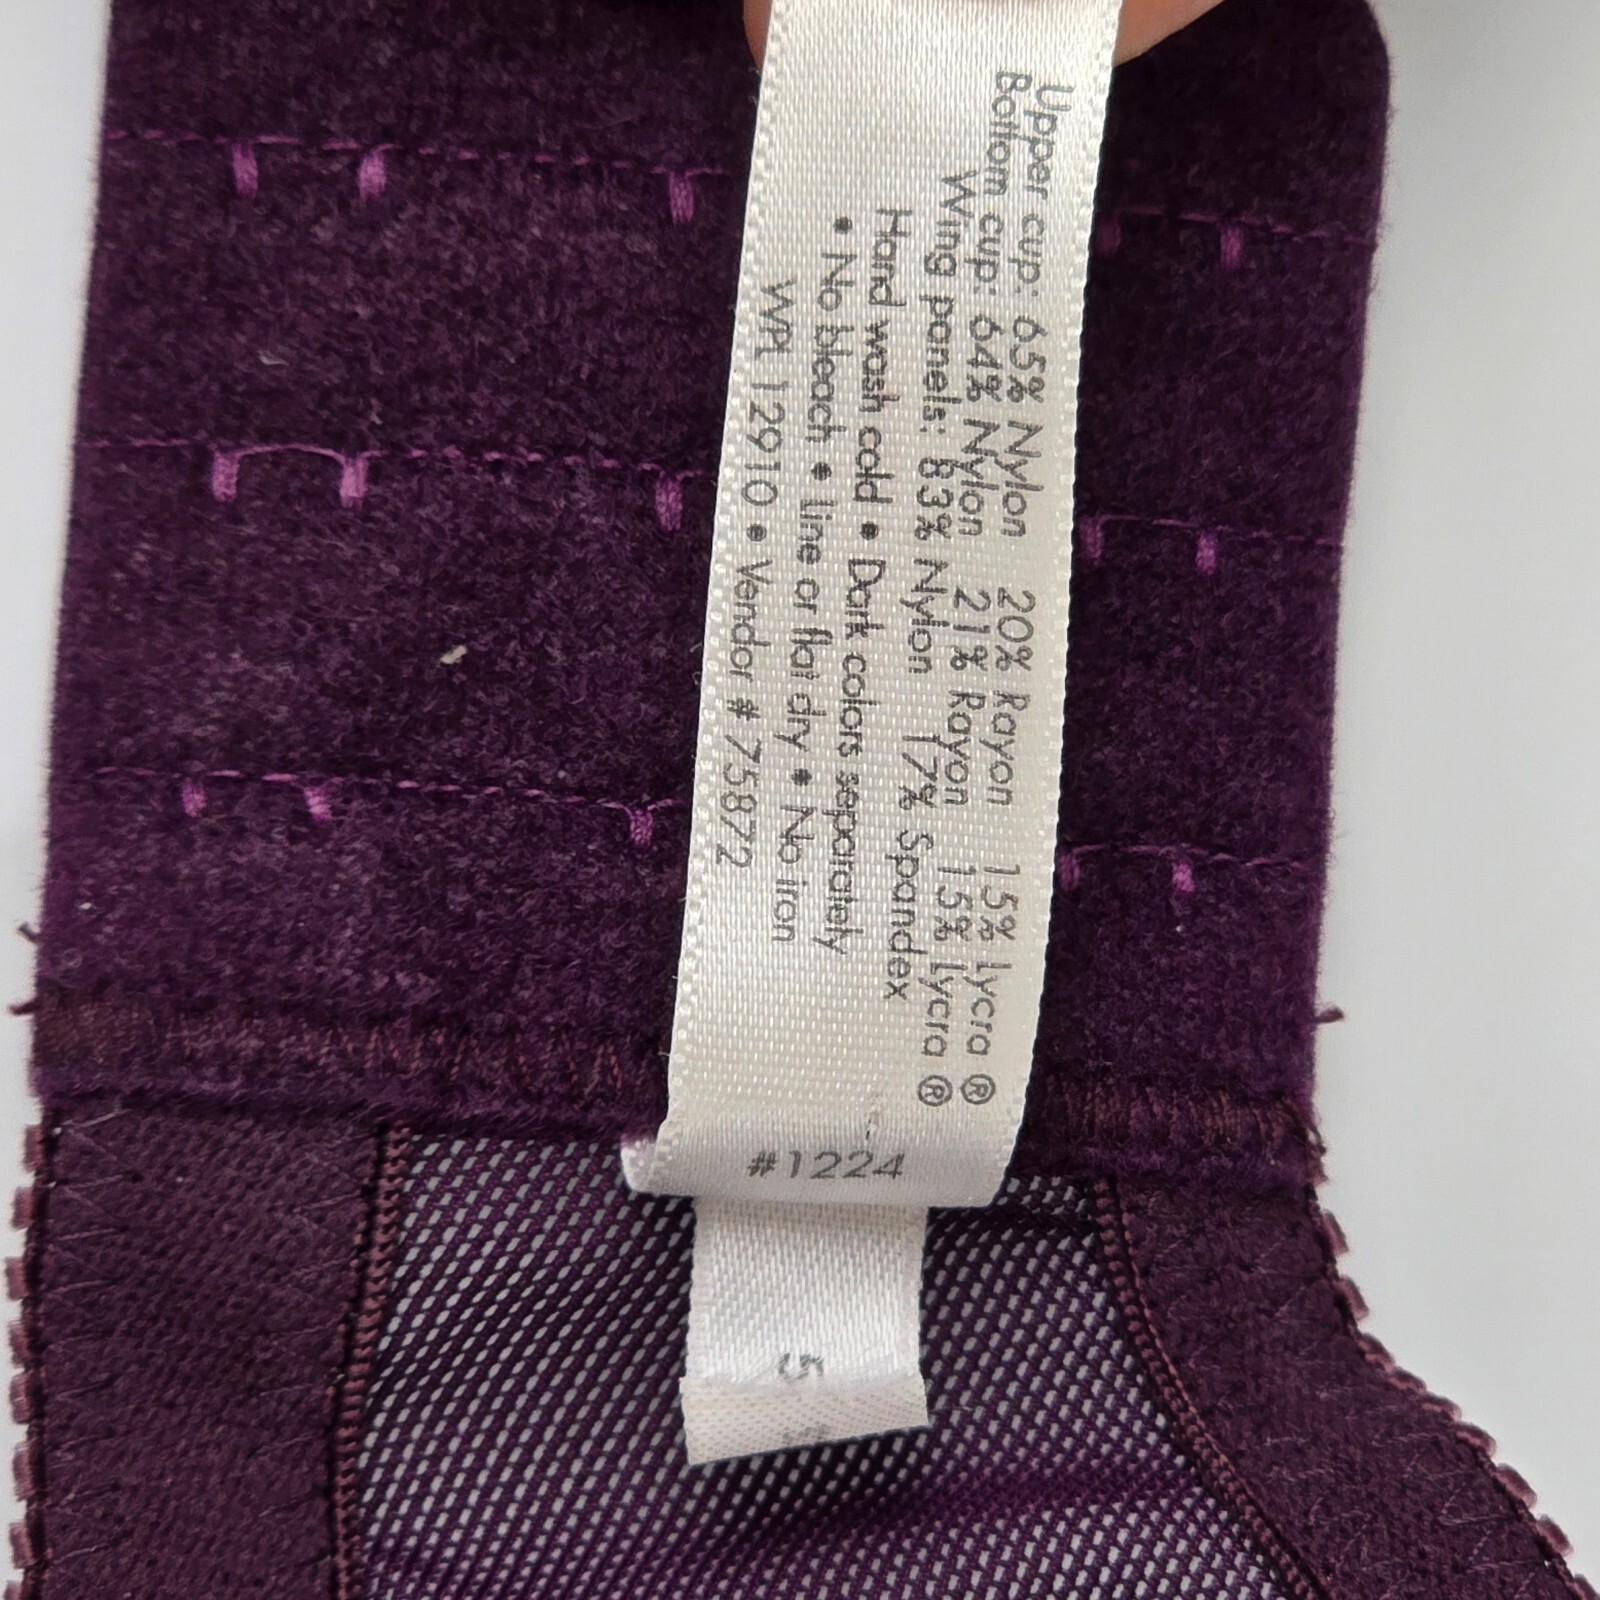 Upper cup: 65% Nylon 20% Rayon 15% Lycra ®
Bottom cup: 64% Nylon 21% Rayon 15% Lycra ®
Wing panels: 83% Nylon 17% Spandex
Hand wash cold • Dark colors separately
• No bleach • Line or flat dry • No iron
WPL 12910 • Vendor # 75872
#1224
5